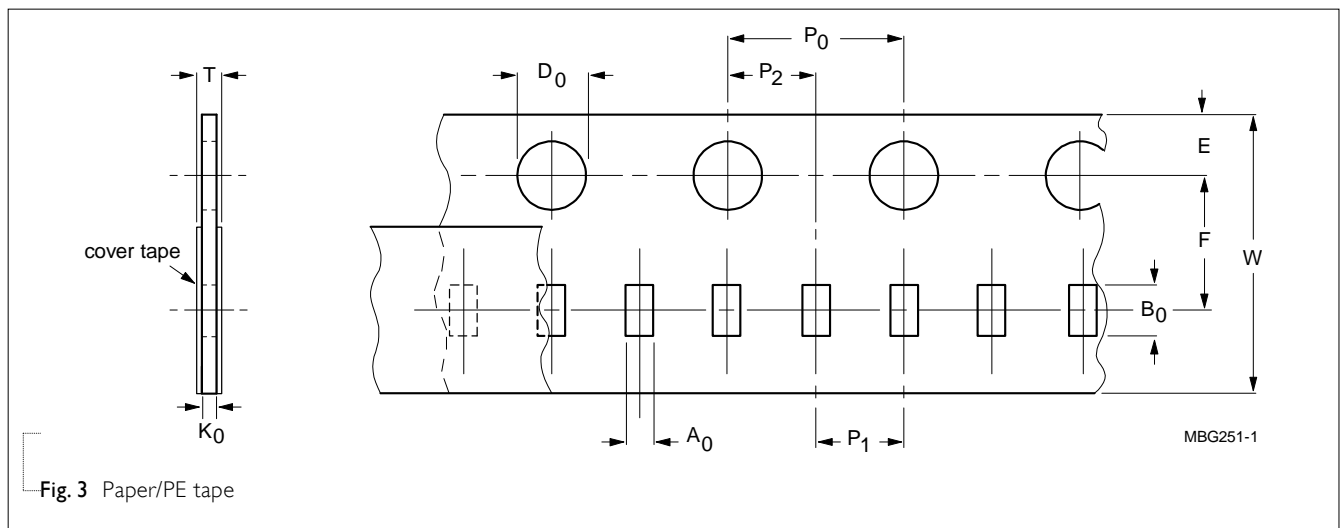 P0
T
D0
P2
E
F
W
cover tape
B0
K0
A0
P1
MBG251-1
Fig. 3 Paper/PE tape